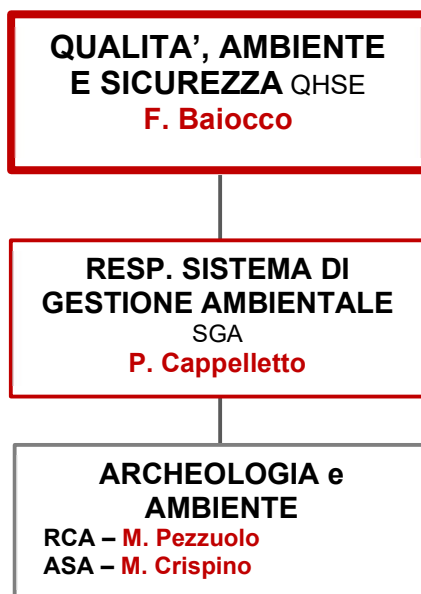 QUALITA’, AMBIENTE
E SICUREZZA QHSE
F. Baiocco
RESP. SISTEMA DI
GESTIONE AMBIENTALE
SGA
P. Cappelletto
ARCHEOLOGIA e
AMBIENTE
RCA – M. Pezzuolo
ASA – M. Crispino